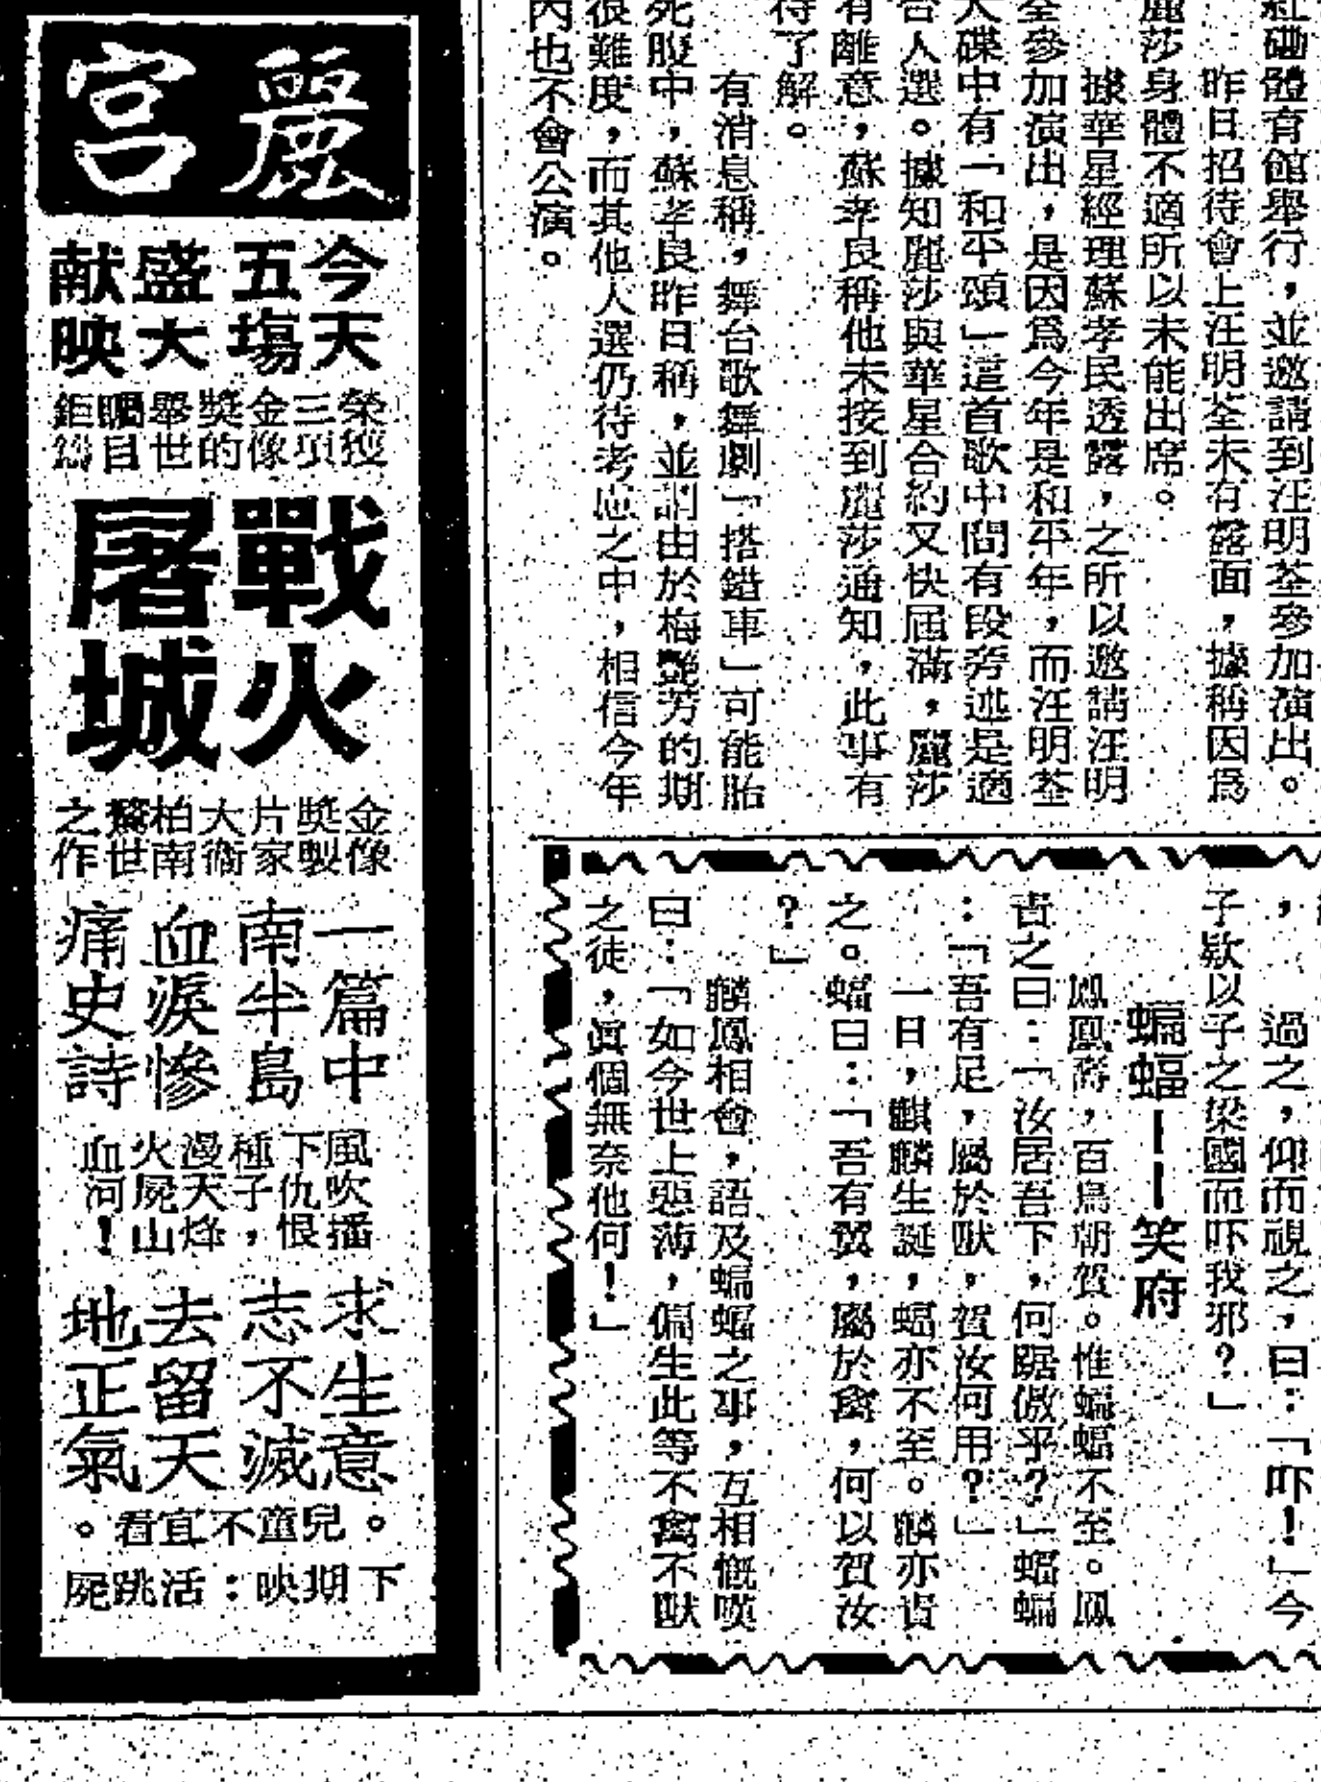 紅磡體育館舉行，並邀請到汪明荃參加演出。
昨日招待會上汪明荃未有露面，據稱因爲
麗莎身體不適所以未能出席。
據華星經理蘇孝民透露，之所以邀請汪明
荃參加演出，是因爲今年是和平年，而汪明荃
大碟中有「和平頌」這首歌中間有段旁述是適
合人選。據知麗莎與華星合約又快屆滿，麗莎
有離意，蘇孝良稱他未接到麗莎通知，此事有
待了解。
有消息稱，舞台歌舞劇「搭錯車」可能胎
死腹中，蘇孝良昨日稱，並謂由於梅艷芳的期
很難度，而其他人選仍待考慮之中，相信今年
內也不會公演。
過之，仰而視之，曰：「吓！」今
子欵以子之梁國而吓我邪？」
蝙蝠——笑府
鳳凰壽，百鳥朝賀。惟蝙蝠不至。鳳
責之曰：「汝居吾下，何踞傲乎？」蝙蝠
：「吾有足，屬於獸，賀汝何用？」
一日，麒麟生誕，蝠亦不至。麟亦責
之。蝠曰：「吾有翼，屬於禽，何以賀汝
？」
麟鳳相會，語及蝙蝠之事，互相慨嘆
曰：「如今世上惡薄，偏生此等不禽不獸
之徒，眞個無奈他何！」
麗宮
今天
五場
盛大
献映
榮獲
三項
金像
獎的
舉世
矚目
鉅鑄
戰火
屠城
金像
獎製
片家
大衛
柏南
驚世
之作
一篇中
南半島
血淚慘
痛史詩
風吹播
下仇恨
種子，
漫天烽
火屍山
血河！
求生意
志不滅
去留天
地正氣
。兒童不宜看。
下期映：活跳屍